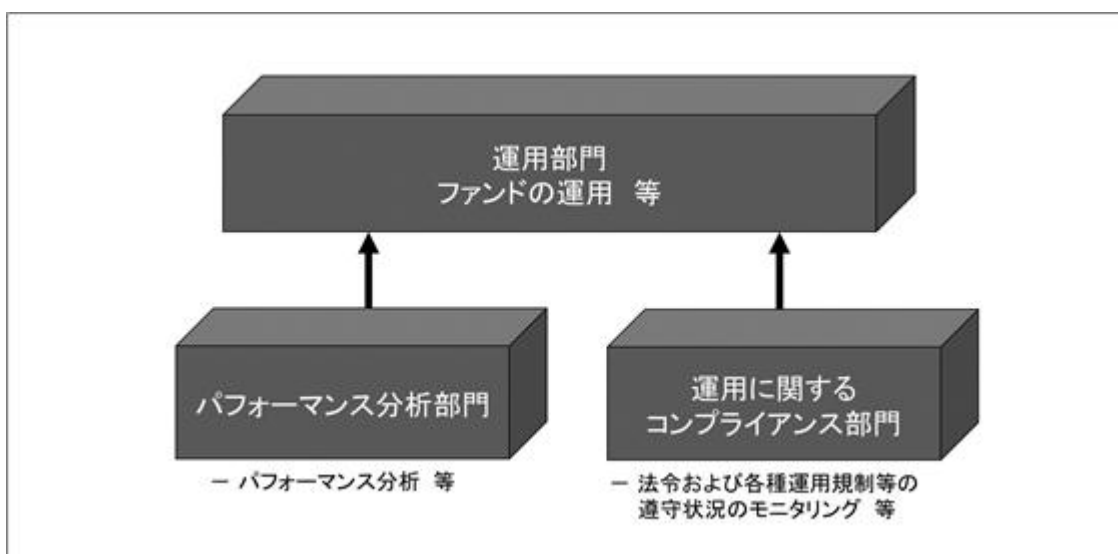 運用部門
ファンドの運用 等
パフォーマンス分析部門
－ パフォーマンス分析 等
運用に関する
コンプライアンス部門
－ 法令および各種運用規制等の
遵守状況のモニタリング 等